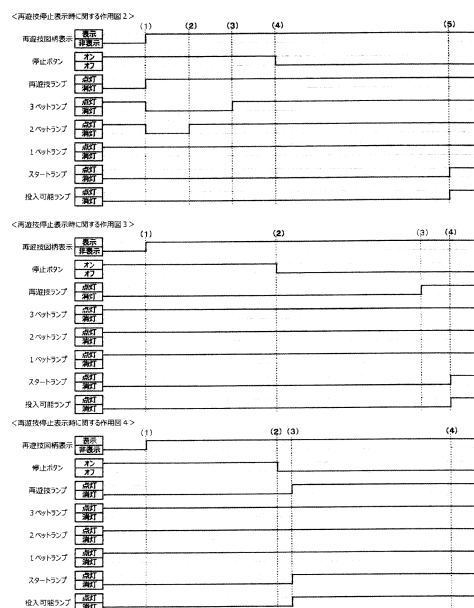 <再遊技停止表示時に関する作用図2>
(1) (2) (3) (4) (5)
再遊技図柄表示 表示
非表示
停止ボタン オン
オフ
再遊技ランプ 点灯
消灯
3ベットランプ 点灯
消灯
2ベットランプ 点灯
消灯
1ベットランプ 点灯
消灯
スタートランプ 点灯
消灯
投入可能ランプ 点灯
消灯
<再遊技停止表示時に関する作用図3>
(1) (2) (3) (4)
再遊技図柄表示 表示
非表示
停止ボタン オン
オフ
再遊技ランプ 点灯
消灯
3ベットランプ 点灯
消灯
2ベットランプ 点灯
消灯
1ベットランプ 点灯
消灯
スタートランプ 点灯
消灯
投入可能ランプ 点灯
消灯
<再遊技停止表示時に関する作用図4>
(1) (2) (3) (4)
再遊技図柄表示 表示
非表示
停止ボタン オン
オフ
再遊技ランプ 点灯
消灯
3ベットランプ 点灯
消灯
2ベットランプ 点灯
消灯
1ベットランプ 点灯
消灯
スタートランプ 点灯
消灯
投入可能ランプ 点灯
消灯